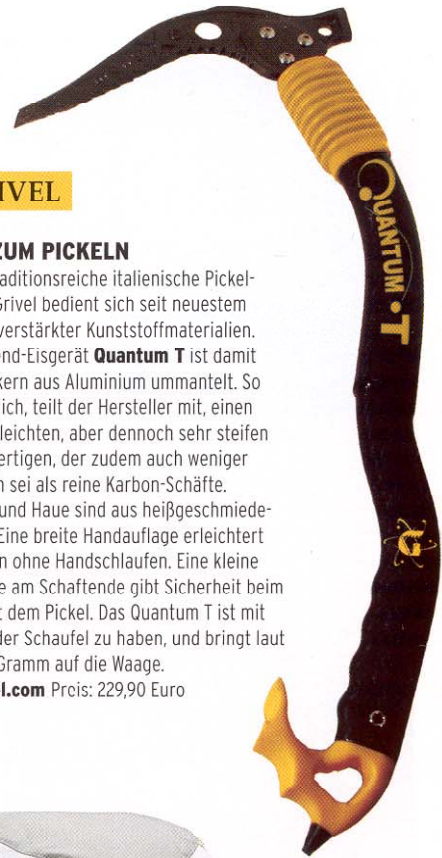 IVEL
ZUM PICKELN
aditionsreiche italienische Pickel-
Grivel bedient sich seit neuestem
verstärkter Kunststoffmaterialien.
end-Eisgerät Quantum T ist damit
kern aus Aluminium ummantelt. So
ich, teilt der Hersteller mit, einen
leichten, aber dennoch sehr steifen
ertigen, der zudem auch weniger
n sei als reine Karbon-Schäfte.
und Haue sind aus heißgeschmiede-
Eine breite Handauflage erleichtert
n ohne Handschlaufen. Eine kleine
e am Schaftende gibt Sicherheit beim
t dem Pickel. Das Quantum T ist mit
der Schaufel zu haben, und bringt laut
Gramm auf die Waage.
el.com Preis: 229,90 Euro
QUANTUM·T